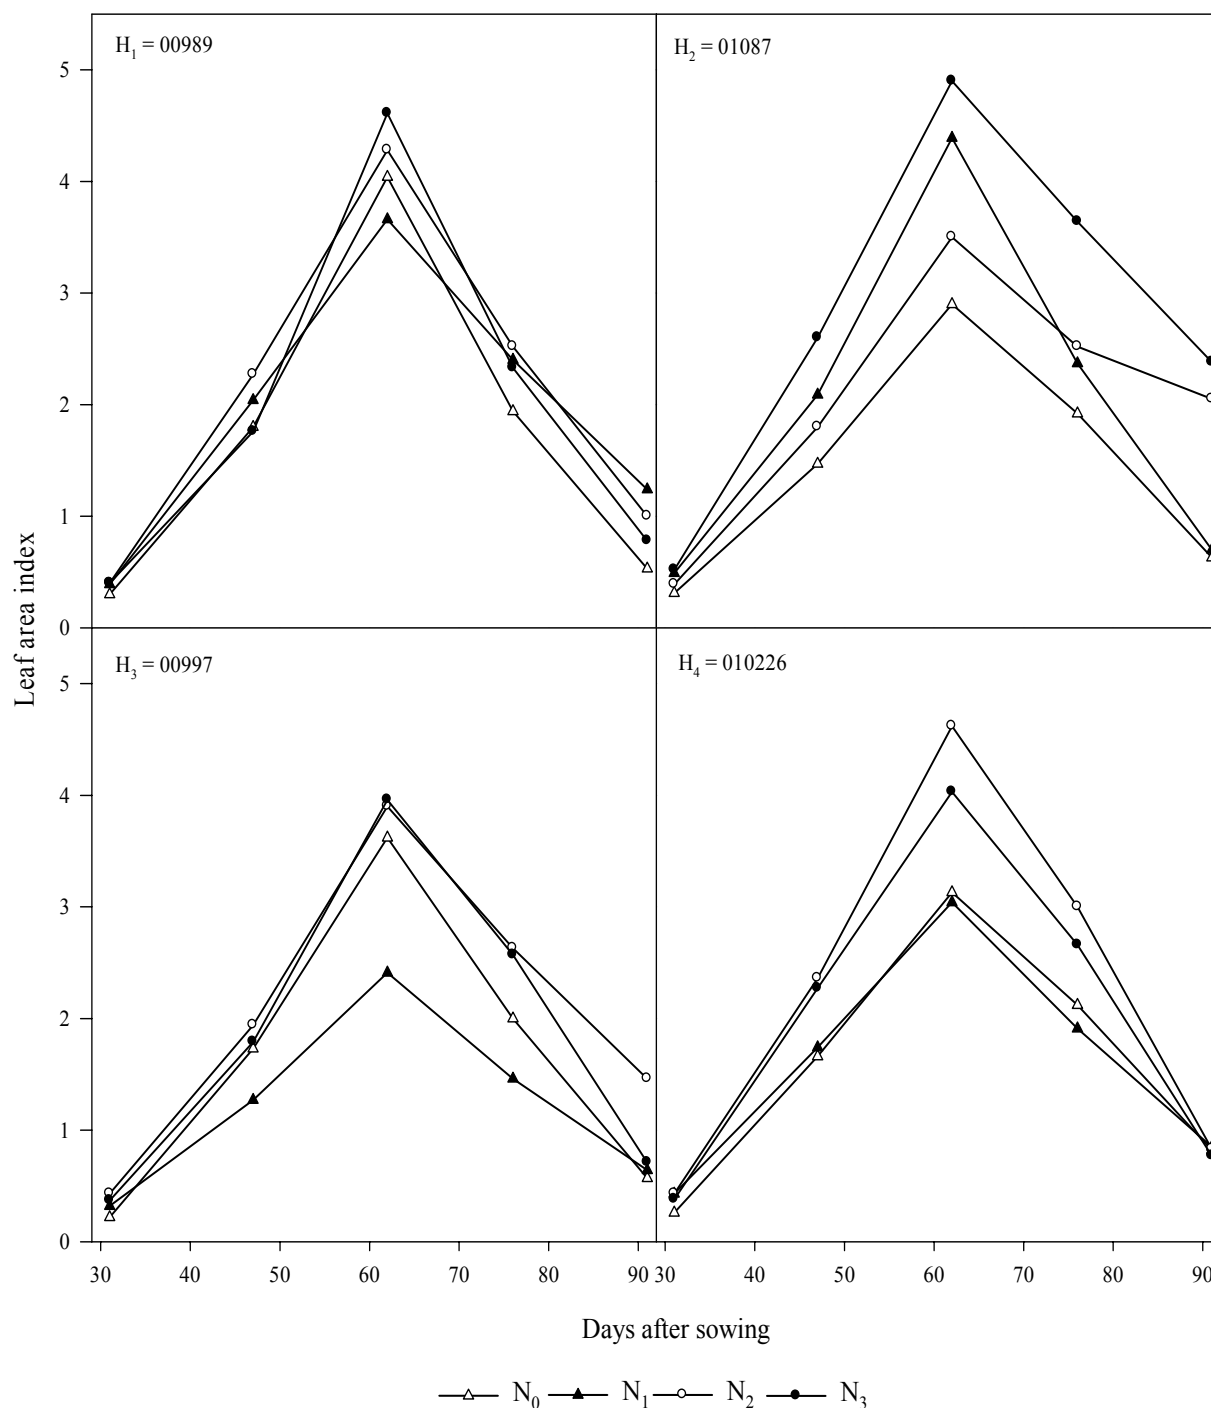 H₁ = 00989
H₂ = 01087
5
4
3
2
1
0
H₃ = 00997
H₄ = 010226
5
4
3
2
1
0
Leaf area index
30 40 50 60 70 80 90 30 40 50 60 70 80 90
Days after sowing
N₀ N₁ N₂ N₃